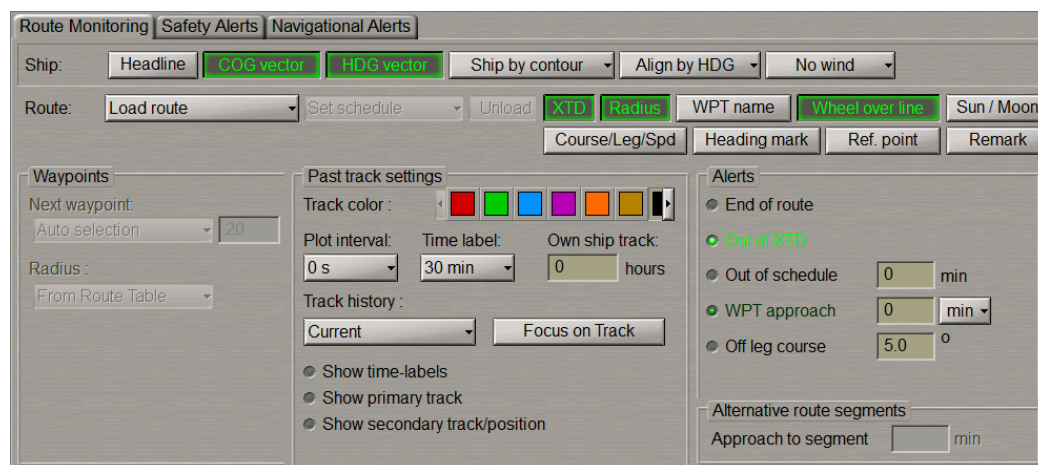 Route Monitoring Safety Alerts Navigational Alerts
Ship: Headline COG vector HDG vector Ship by contour Align by HDG No wind
Route: Load route Set schedule Unload XTD Radius WPT name Wheel over line Sun / Moon
Course/Leg/Spd Heading mark Ref. point Remark
Waypoints
Next waypoint:
Auto selection 20
Radius :
From Route Table
Past track settings
Track color :
Plot interval: Time label: Own ship track:
0 s 30 min 0 hours
Track history :
Current Focus on Track
Show time-labels
Show primary track
Show secondary track/position
Alerts
End of route
Out of XTD
Out of schedule 0 min
WPT approach 0 min
Off leg course 5.0 o
Alternative route segments
Approach to segment min